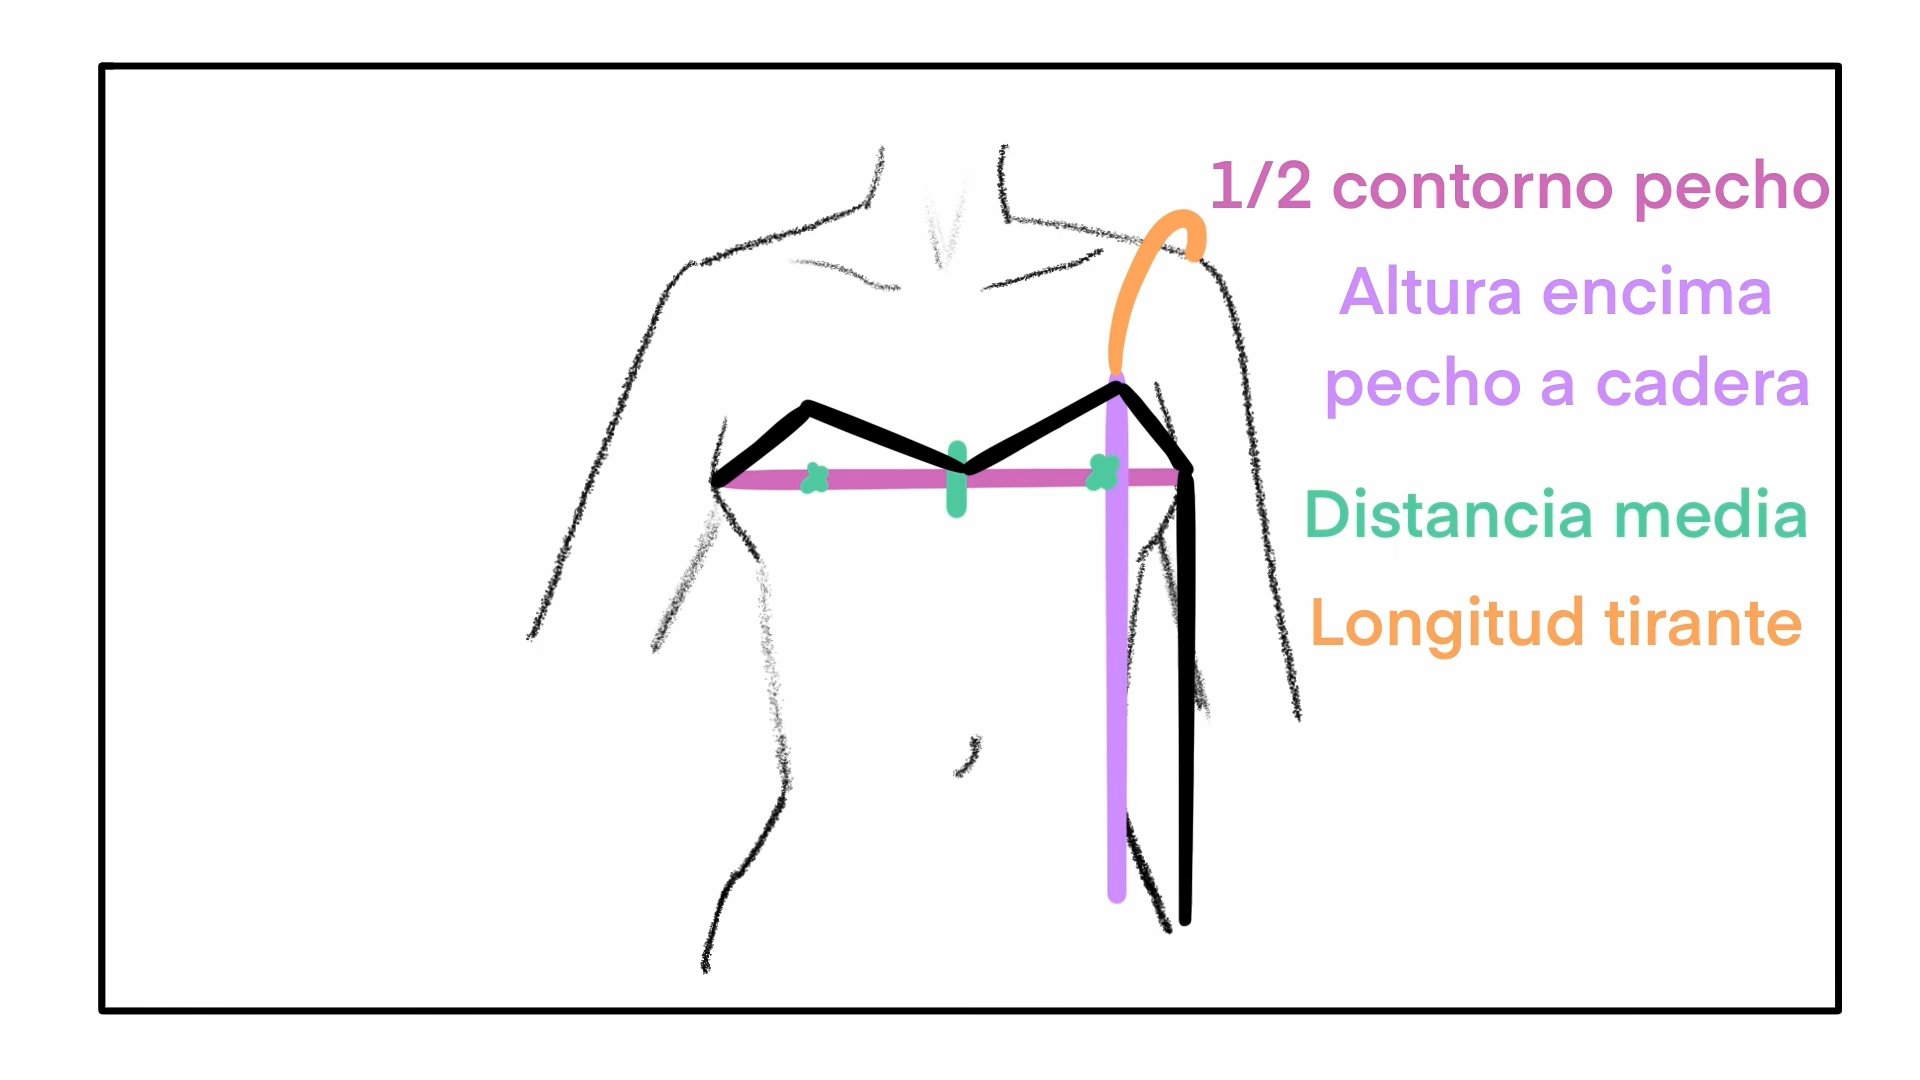 1/2 contorno pecho
Altura encima
pecho a cadera
Distancia media
Longitud tirante